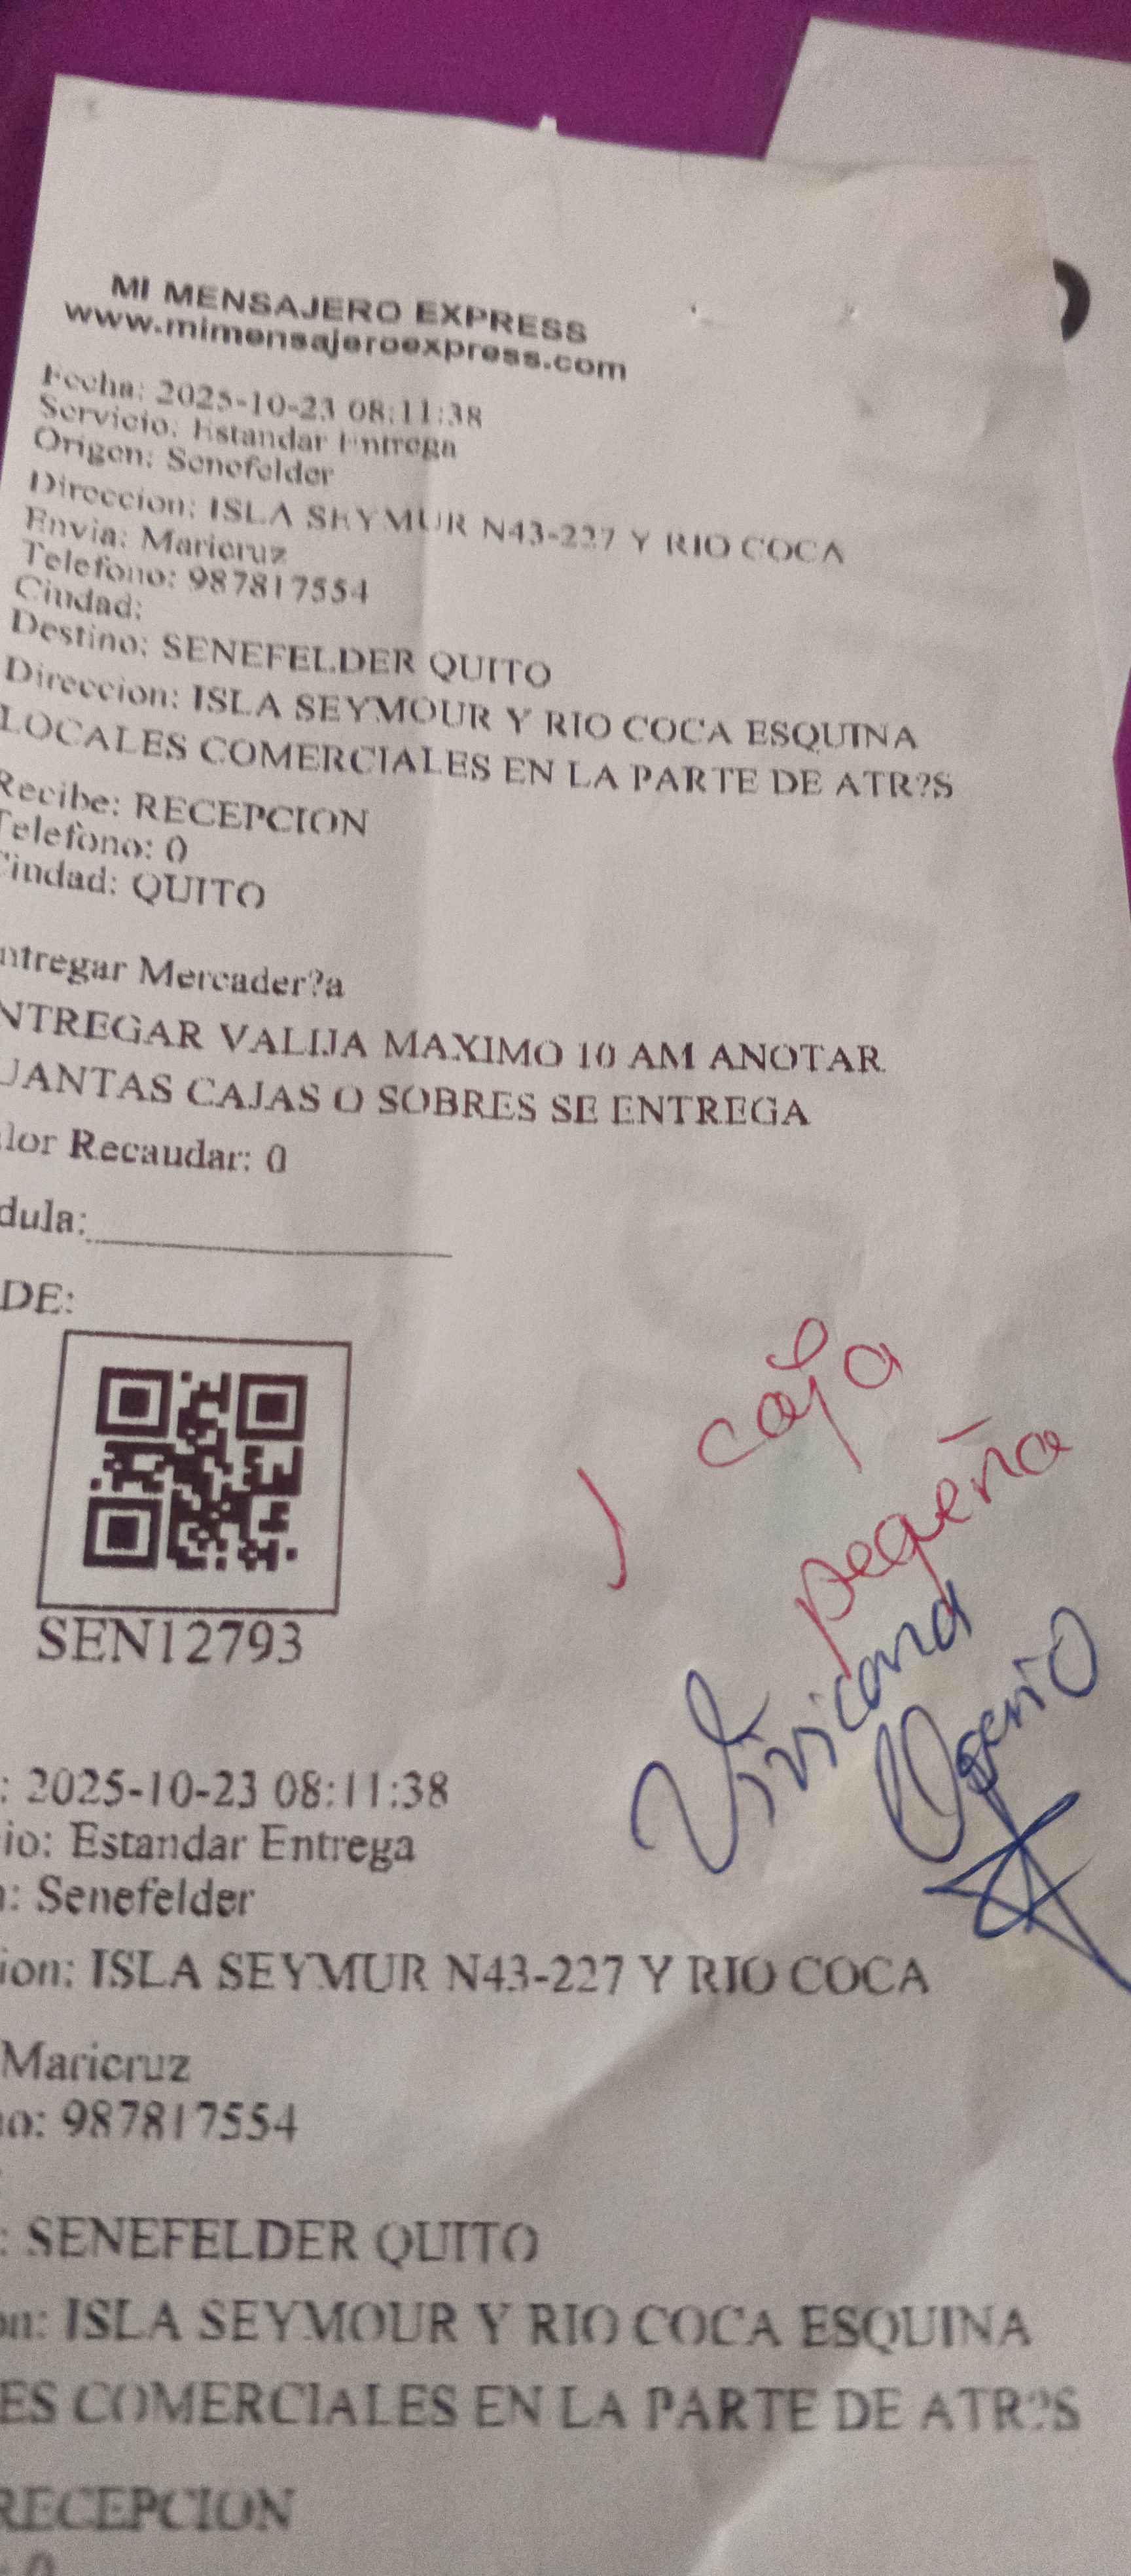 MI MENSAJERO EXPRESS
www.mimensajeroexpress.com
Fecha: 2025-10-23 08:11:38
Servicio: Estandar Entrega
Origen: Senefelder
Direccion: ISLA SEYMUR N43-227 Y RIO COCA
Envia: Maricruz
Telefono: 987817554
Ciudad:
Destino: SENEFELDER QUITO
Direccion: ISLA SEYMOUR Y RIO COCA ESQUINA
LOCALES COMERCIALES EN LA PARTE DE ATR?S
Recibe: RECEPCION
Telefono: 0
Ciudad: QUITO
ntregar Mercader?a
NTREGAR VALIJA MAXIMO 10 AM ANOTAR
UANTAS CAJAS O SOBRES SE ENTREGA
lor Recaudar: 0
dula:
DE:
1 caja
pequeña
SEN12793
: 2025-10-23 08:11:38
io: Estandar Entrega
n: Senefelder
ion: ISLA SEYMUR N43-227 Y RIO COCA
Maricruz
no: 987817554
: SENEFELDER QUITO
on: ISLA SEYMOUR Y RIO COCA ESQUINA
ES COMERCIALES EN LA PARTE DE ATR?S
RECEPCION
: 0